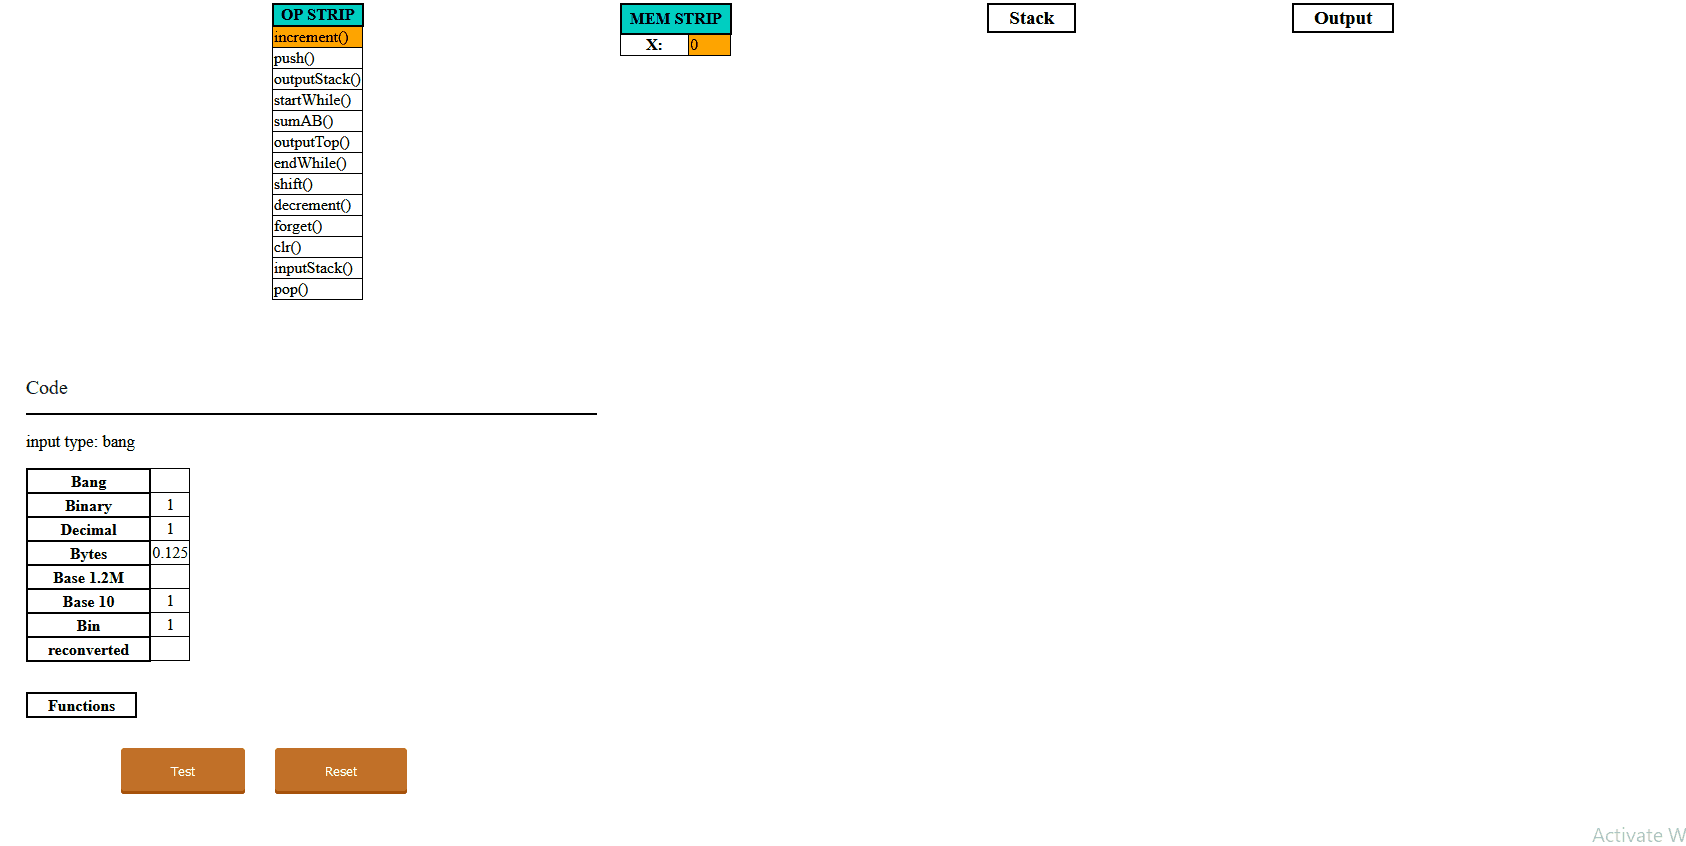 OP STRIP
increment()
push()
outputStack()
startWhile()
sumAB()
outputTop()
endWhile()
shift()
decrement()
forget()
clr()
inputStack()
pop()
MEM STRIP
X: 0
Stack
Output
Code
input type: bang
Bang
Binary 1
Decimal 1
Bytes 0.125
Base 1.2M
Base 10 1
Bin 1
reconverted
Functions
Test Reset
Activate W